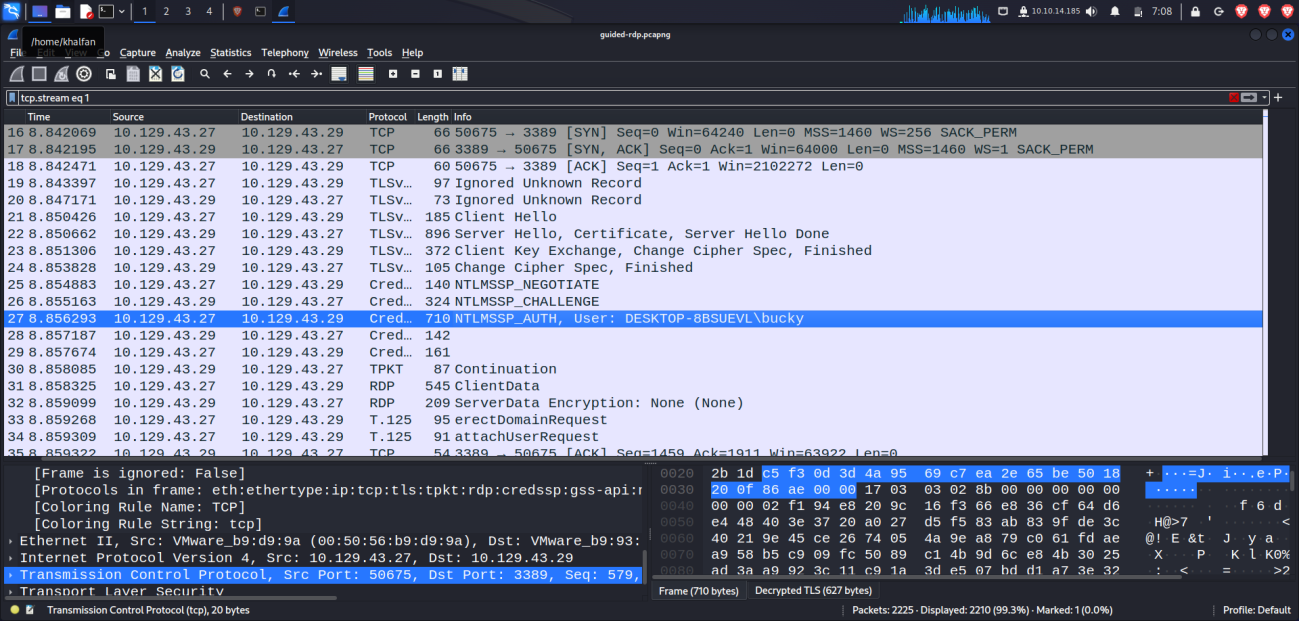 1 2 3 4 10.10.14.185 7:08
/home/khalfan
guided-rdp.pcapng
File Edit View Go Capture Analyze Statistics Telephony Wireless Tools Help
tcp.stream eq 1
Time Source Destination Protocol Length Info
16 8.842069 10.129.43.27 10.129.43.29 TCP 66 50675 → 3389 [SYN] Seq=0 Win=64240 Len=0 MSS=1460 WS=256 SACK_PERM
17 8.842195 10.129.43.29 10.129.43.27 TCP 66 3389 → 50675 [SYN, ACK] Seq=0 Ack=1 Win=64000 Len=0 MSS=1460 WS=1 SACK_PERM
18 8.842471 10.129.43.27 10.129.43.29 TCP 60 50675 → 3389 [ACK] Seq=1 Ack=1 Win=2102272 Len=0
19 8.843397 10.129.43.27 10.129.43.29 TLSv… 97 Ignored Unknown Record
20 8.847171 10.129.43.29 10.129.43.27 TLSv… 73 Ignored Unknown Record
21 8.850426 10.129.43.27 10.129.43.29 TLSv… 185 Client Hello
22 8.850662 10.129.43.29 10.129.43.27 TLSv… 896 Server Hello, Certificate, Server Hello Done
23 8.851306 10.129.43.27 10.129.43.29 TLSv… 372 Client Key Exchange, Change Cipher Spec, Finished
24 8.853828 10.129.43.29 10.129.43.27 TLSv… 105 Change Cipher Spec, Finished
25 8.854883 10.129.43.27 10.129.43.29 Cred… 140 NTLMSSP_NEGOTIATE
26 8.855163 10.129.43.29 10.129.43.27 Cred… 324 NTLMSSP_CHALLENGE
27 8.856293 10.129.43.27 10.129.43.29 Cred… 710 NTLMSSP_AUTH, User: DESKTOP-8BSUEVL\bucky
28 8.857187 10.129.43.29 10.129.43.27 Cred… 142
29 8.857674 10.129.43.27 10.129.43.29 Cred… 161
30 8.858085 10.129.43.29 10.129.43.27 TPKT 87 Continuation
31 8.858325 10.129.43.27 10.129.43.29 RDP 545 ClientData
32 8.859099 10.129.43.29 10.129.43.27 RDP 209 ServerData Encryption: None (None)
33 8.859268 10.129.43.27 10.129.43.29 T.125 95 erectDomainRequest
34 8.859309 10.129.43.27 10.129.43.29 T.125 91 attachUserRequest
35 8.859322 10.129.43.29 10.129.43.27 TCP 54 3389 → 50675 [ACK] Seq=1459 Ack=1911 Win=63922 Len=0
[Frame is ignored: False]
[Protocols in frame: eth:ethertype:ip:tcp:tls:tpkt:rdp:credssp:gss-api:
[Coloring Rule Name: TCP]
[Coloring Rule String: tcp]
Ethernet II, Src: VMware_b9:d9:9a (00:50:56:b9:d9:9a), Dst: VMware_b9:93:
Internet Protocol Version 4, Src: 10.129.43.27, Dst: 10.129.43.29
Transmission Control Protocol, Src Port: 50675, Dst Port: 3389, Seq: 579,
Transport Layer Security
0020 2b 1d c5 f3 0d 3d 4a 95 69 c7 ea 2e 65 be 50 18 + ····=J· i··.e·P·
0030 20 0f 86 ae 00 00 17 03 03 02 8b 00 00 00 00 00
0040 00 00 02 f1 94 e8 20 9c 16 f3 66 e8 36 cf 64 d6 f 6 d
0050 e4 48 40 3e 37 20 a0 27 d5 f5 83 ab 83 9f de 3c H@>7 ' <
0060 40 21 9e 45 ce 26 74 05 4a 9e a8 79 c0 61 fd ae @! E &t J y a
0070 a9 58 b5 c9 09 fc 50 89 c1 4b 9d 6c e8 4b 30 25 X P K l K0%
0080 ad 3a a9 92 3c 11 c9 1a 3d e5 07 bd d1 a7 3e 32 : < = >2
Frame (710 bytes) Decrypted TLS (627 bytes)
Transmission Control Protocol (tcp), 20 bytes Packets: 2225 · Displayed: 2210 (99.3%) · Marked: 1 (0.0%) Profile: Default